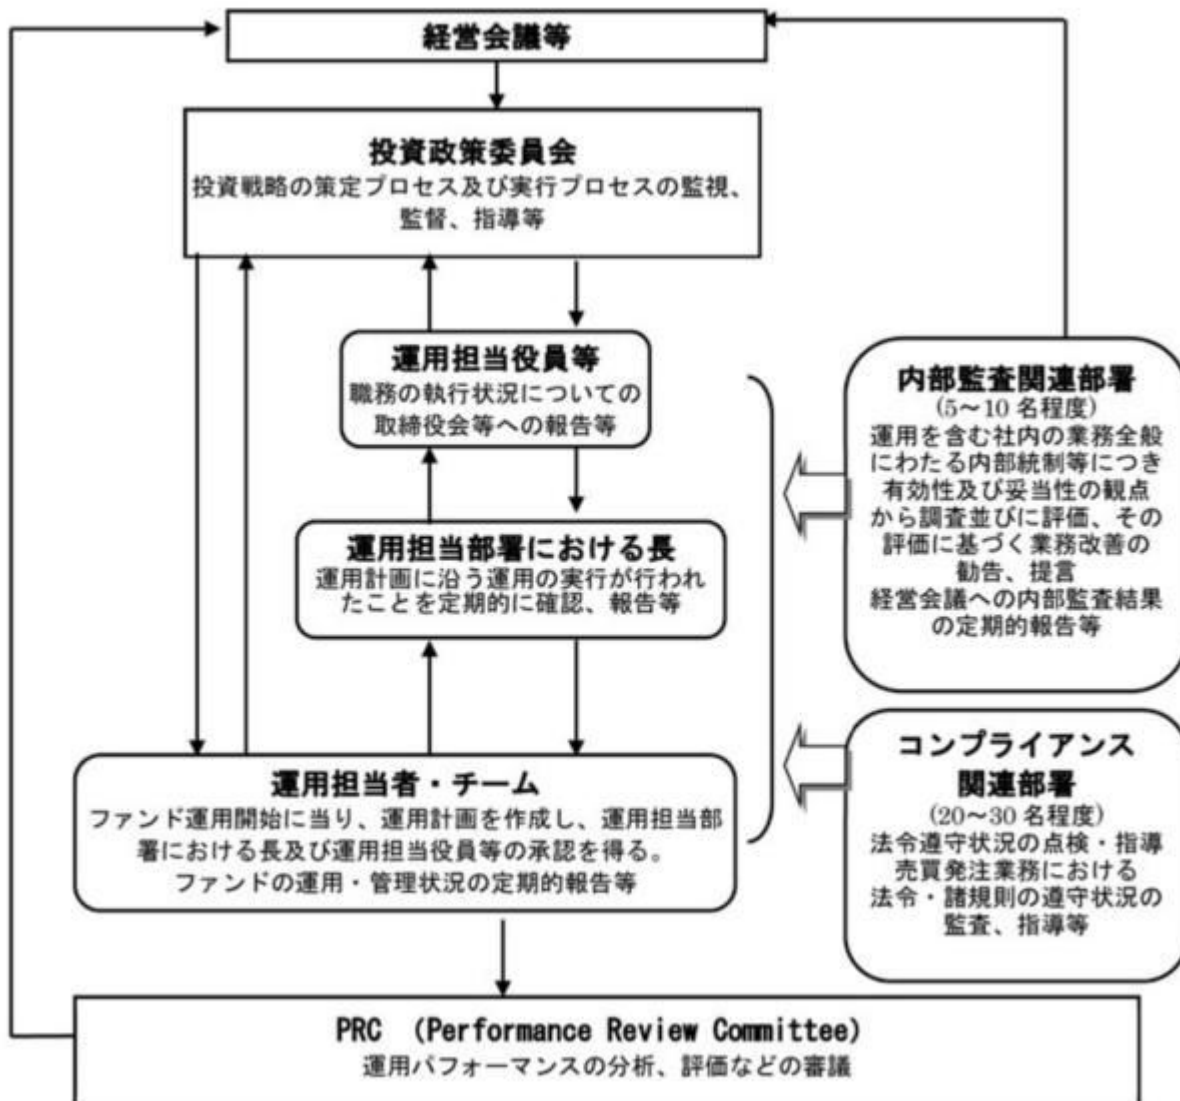 経営会議等
投資政策委員会
投資戦略の策定プロセス及び実行プロセスの監視、
監督、指導等
運用担当役員等
職務の執行状況についての
取締役会等への報告等
運用担当部署における長
運用計画に沿う運用の実行が行われ
たことを定期的に確認、報告等
運用担当者・チーム
ファンド運用開始に当り、運用計画を作成し、運用担当部
署における長及び運用担当役員等の承認を得る。
ファンドの運用・管理状況の定期的報告等
内部監査関連部署
(5～10 名程度)
運用を含む社内の業務全般
にわたる内部統制等につき
有効性及び妥当性の観点
から調査並びに評価、その
評価に基づく業務改善の
勧告、提言
経営会議への内部監査結果
の定期的報告等
コンプライアンス
関連部署
(20～30 名程度)
法令遵守状況の点検・指導
売買発注業務における
法令・諸規則の遵守状況の
監査、指導等
PRC （Performance Review Committee）
運用パフォーマンスの分析、評価などの審議